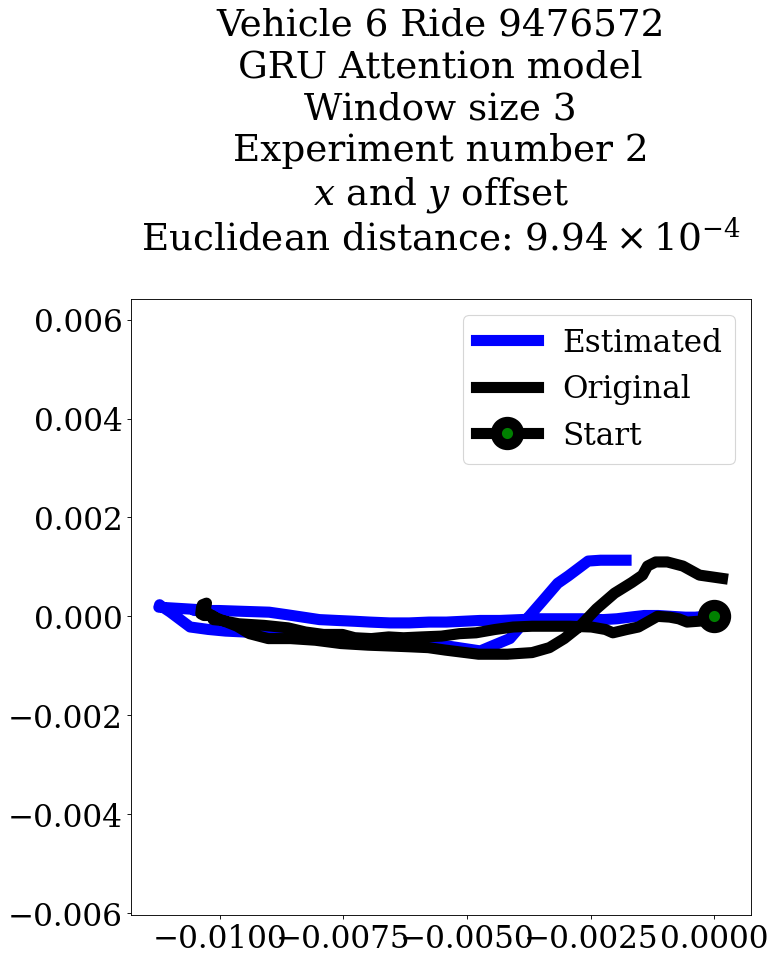 Vehicle 6 Ride 9476572
GRU Attention model
Window size 3
Experiment number 2
x and y offset
Euclidean distance: 9.94 × 10⁻⁴
Estimated
Original
Start
0.006
0.004
0.002
0.000
−0.002
−0.004
−0.006
−0.0100 −0.0075 −0.0050 −0.0025 0.0000